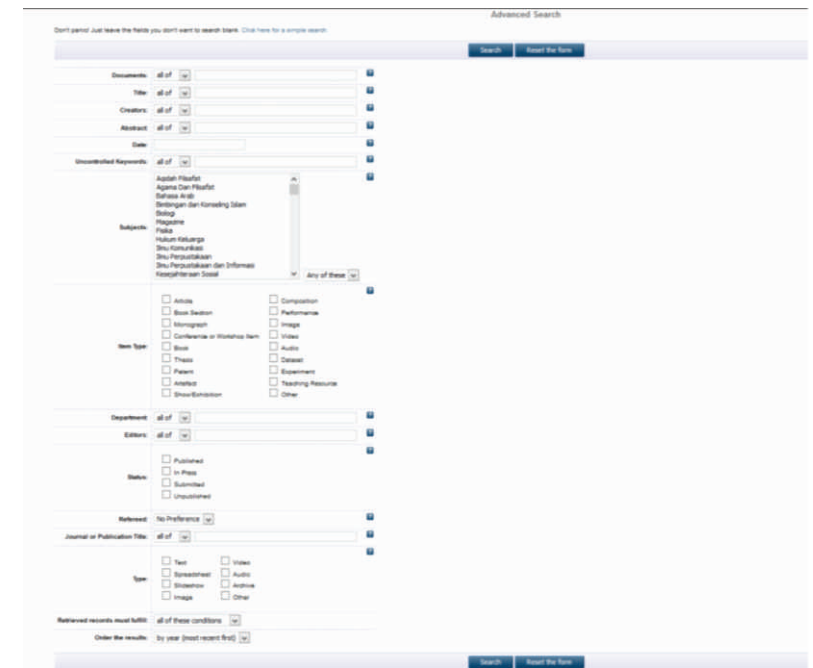 Advanced Search
Don't panic! Just leave the fields you don't want to search blank. Click here for a simple search.
Search Reset the form
Documents: all of
Title: all of
Creators: all of
Abstract: all of
Date:
Uncontrolled Keywords: all of
Aqidah Filsafat
Agama Dan Filsafat
Bahasa Arab
Bimbingan dan Konseling Islam
Biologi
Magazine
Fisika
Hukum Keluarga
Ilmu Komunikasi
Ilmu Perpustakaan
Ilmu Perpustakaan dan Informasi
Kesejahteraan Sosial
Subjects:
Any of these
Item Type:
Article Composition
Book Section Performance
Monograph Image
Conference or Workshop Item Video
Book Audio
Thesis Dataset
Patent Experiment
Artefact Teaching Resource
Show/Exhibition Other
Department: all of
Editors: all of
Status:
Published
In Press
Submitted
Unpublished
Refereed: No Preference
Journal or Publication Title: all of
Type:
Text Video
Spreadsheet Audio
Slideshow Archive
Image Other
Retrieved records must fulfill: all of these conditions
Order the results: by year (most recent first)
Search Reset the form